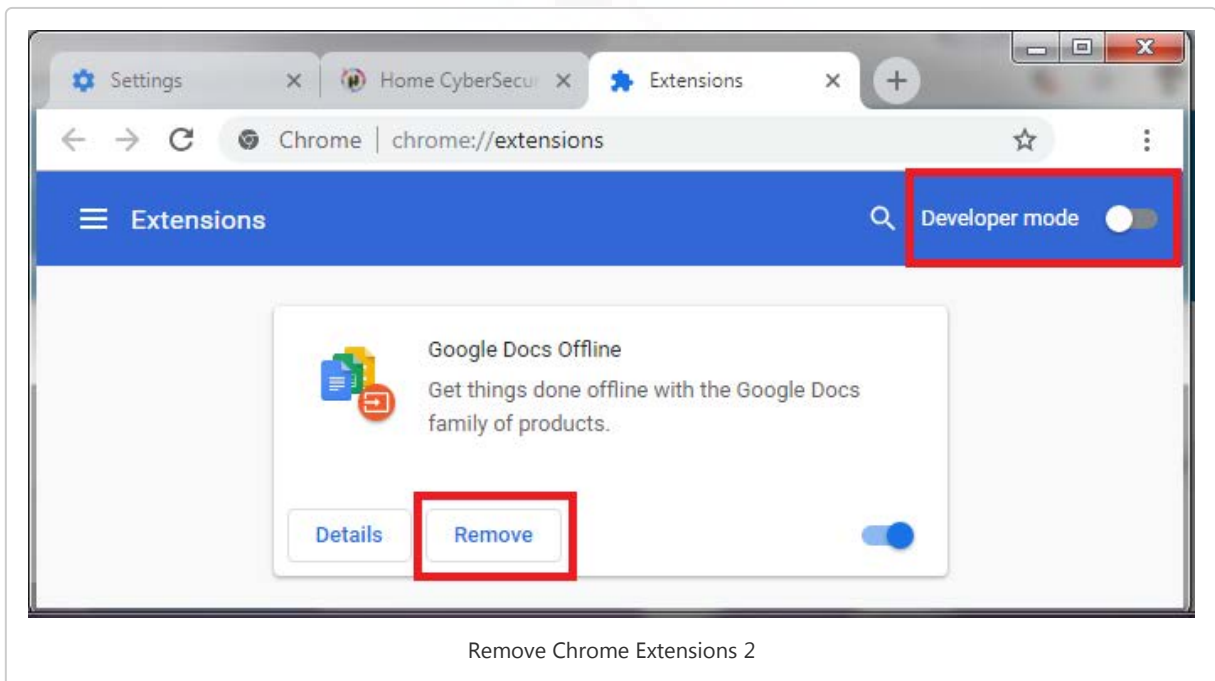 Settings
Home CyberSecu
Extensions
Chrome | chrome://extensions
Extensions
Developer mode
Google Docs Offline
Get things done offline with the Google Docs
family of products.
Details
Remove
Remove Chrome Extensions 2